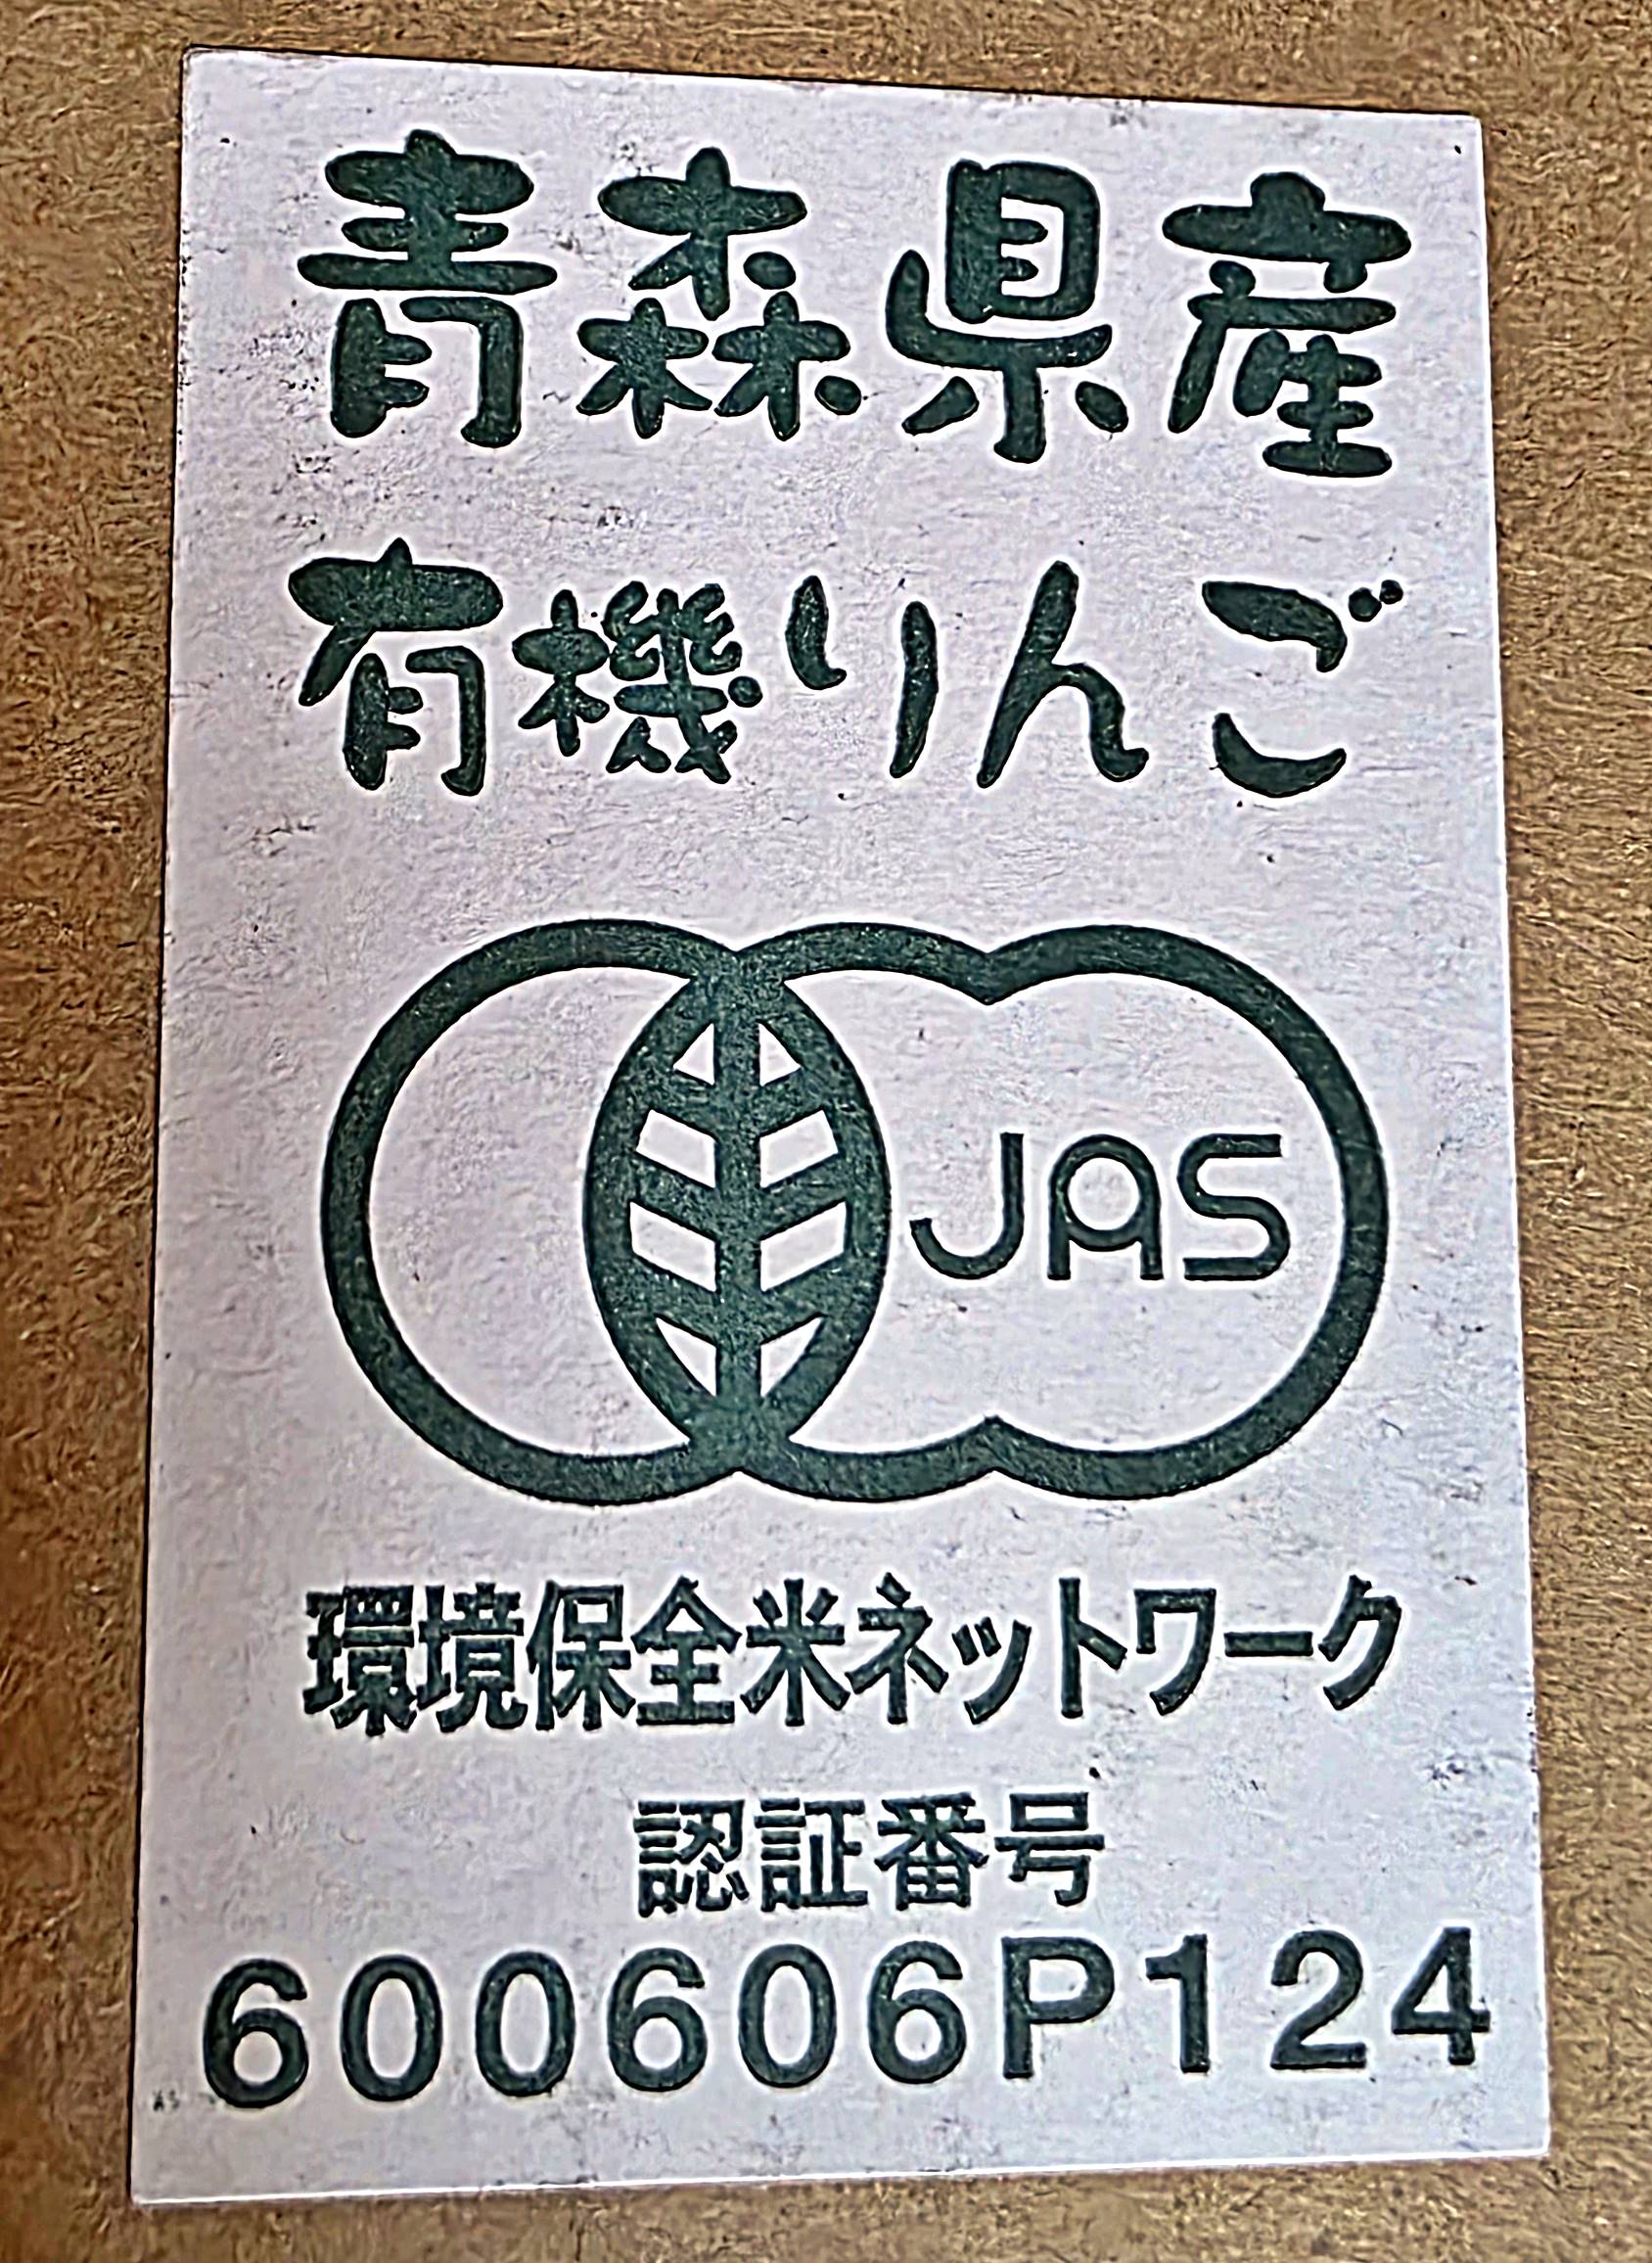 青森県産
有機りんご
JAS
環境保全米ネットワーク
認証番号
600606P124